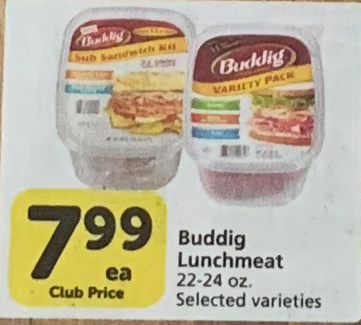 Buddig
Sub Sandwich Kit
Buddig
VARIETY PACK
7.99
ea
Club Price
Buddig
Lunchmeat
22-24 oz.
Selected varieties